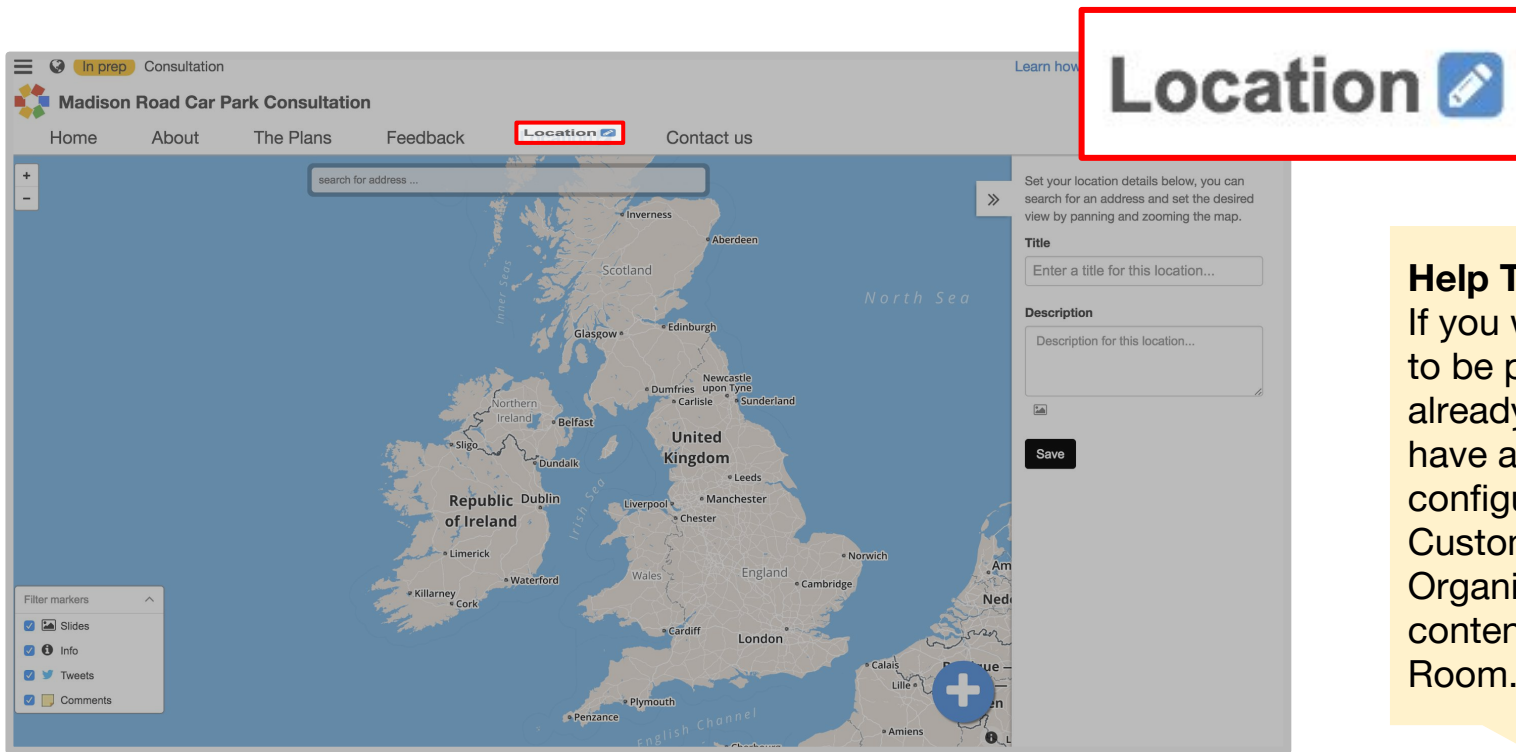 Location
In prep Consultation
Learn how
Madison Road Car Park Consultation
Home About The Plans Feedback Location Contact us
+
search for address ...
−
»
Set your location details below, you can
search for an address and set the desired
view by panning and zooming the map.
Title
Enter a title for this location...
Description
Description for this location...
Save
Inverness
Aberdeen
Scotland
Inner Seas
North Sea
Glasgow
Edinburgh
Newcastle
upon Tyne
Dumfries
Carlisle
Sunderland
Northern
Ireland
Belfast
Sligo
United
Kingdom
Dundalk
Leeds
Republic
of Ireland
Dublin
Irish Sea
Liverpool
Manchester
Chester
Limerick
Norwich
Waterford
Wales
England
Cambridge
Killarney
Cork
Cardiff
London
Calais
Lille
Plymouth
Penzance
English Channel
Amiens
Filter markers
Slides
Info
Tweets
Comments
Help
If you
to be
already
have a
Room.